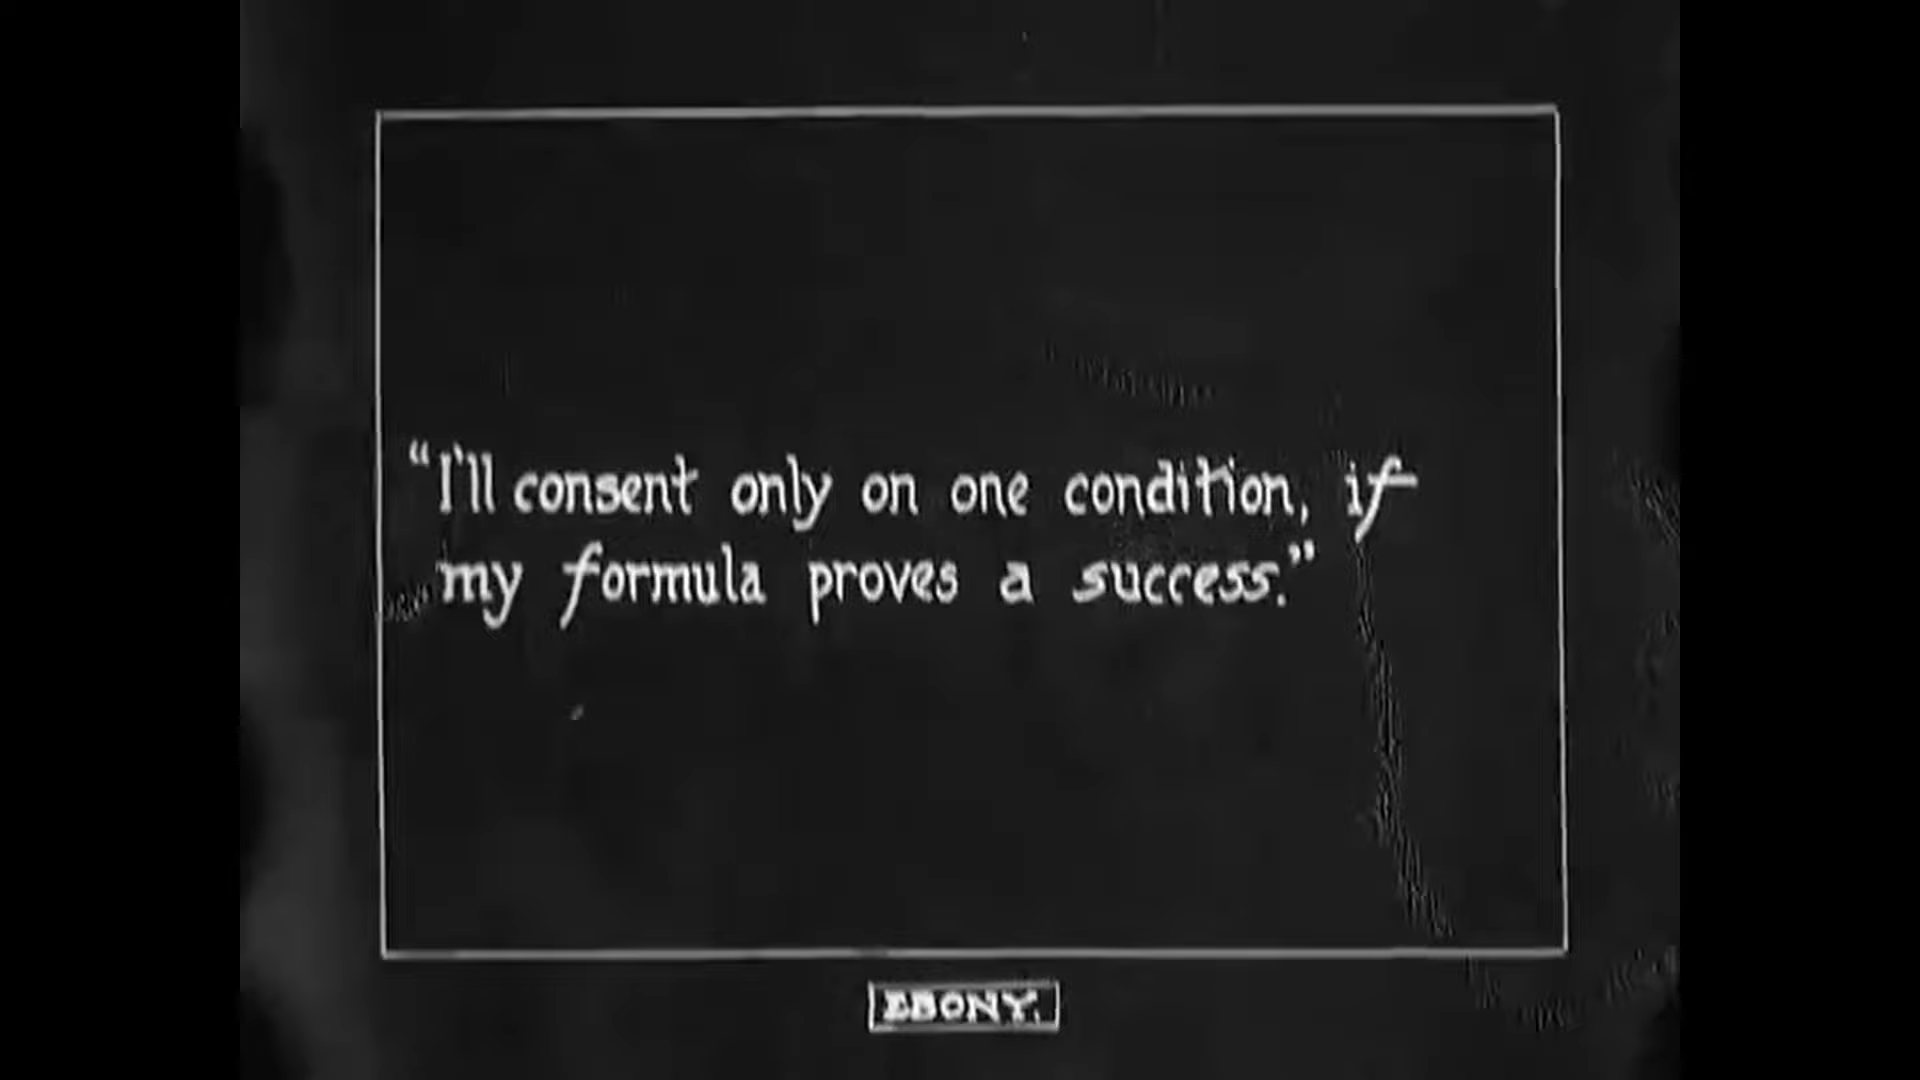 “I'll consent only on one condition, if
my formula proves a success.”
EBONY.